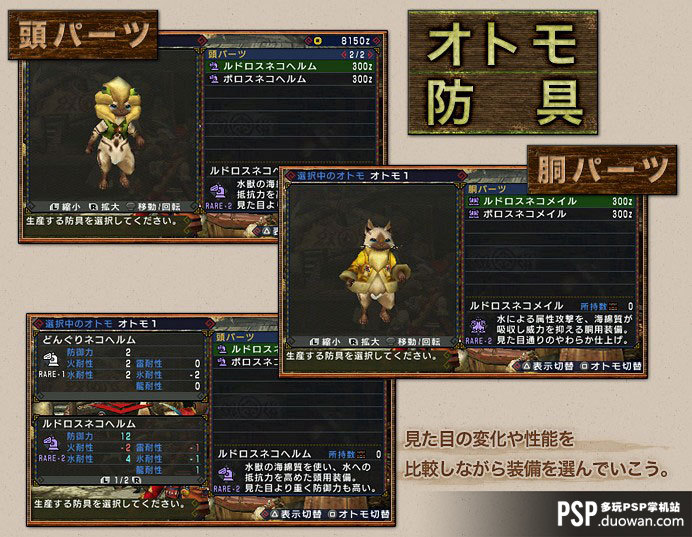 頭パーツ
8150z
頭パーツ 2/2
ルドロスネコヘルム 300z
ボロスネコヘルム 300z
水獣の海綿質
抵抗力を高
見た目より
RARE-2
L 縮小 R 拡大 移動/回転
生産する防具を選択してください。
オトモ
防具
胴パーツ
選択中のオトモ オトモ1
胴パーツ
ルドロスネコメイル 300z
ボロスネコメイル 300z
ルドロスネコメイル 所持数 0
水による属性攻撃を、海綿質が
吸収し威力を抑える胴用装備。
見た目通りのやわらか仕上げ。
RARE-2
L 縮小 R 拡大 移動/回転
生産する防具を選択してください。
△表示切替 □オトモ切替
選択中のオトモ オトモ1
どんぐりネコヘルム
防御力 2
火耐性 2 雷耐性 0
水耐性 2 氷耐性 -2
龍耐性 0
RARE-1
ルドロスネコヘルム
防御力 12
火耐性 -2 雷耐性 -1
水耐性 4 氷耐性 -1
龍耐性 1
RARE-2
L 1/2 R
生産する防具を選択してください。
頭パーツ
ルドロス
ボロスネ
ルドロスネコヘルム 所持数 0
水獣の海綿質を使い、水への
抵抗力を高めた頭用装備。
見た目より重く防御力も高い。
RARE-2
△表示切替 □オトモ切替
見た目の変化や性能を
比較しながら装備を選んでいこう。
PSP 多玩PSP掌机站
.duowan.com